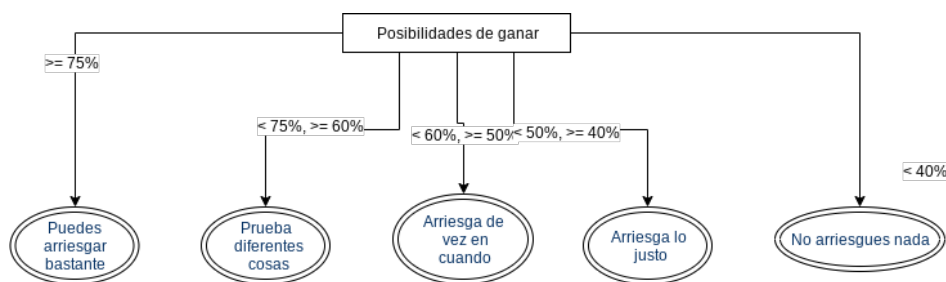 Posibilidades de ganar
>= 75%
< 75%, >= 60%
< 60%, >= 50%
< 50%, >= 40%
< 40%
Puedes
arriesgar
bastante
Prueba
diferentes
cosas
Arriesga de
vez en
cuando
Arriesga lo
justo
No arriesgues nada